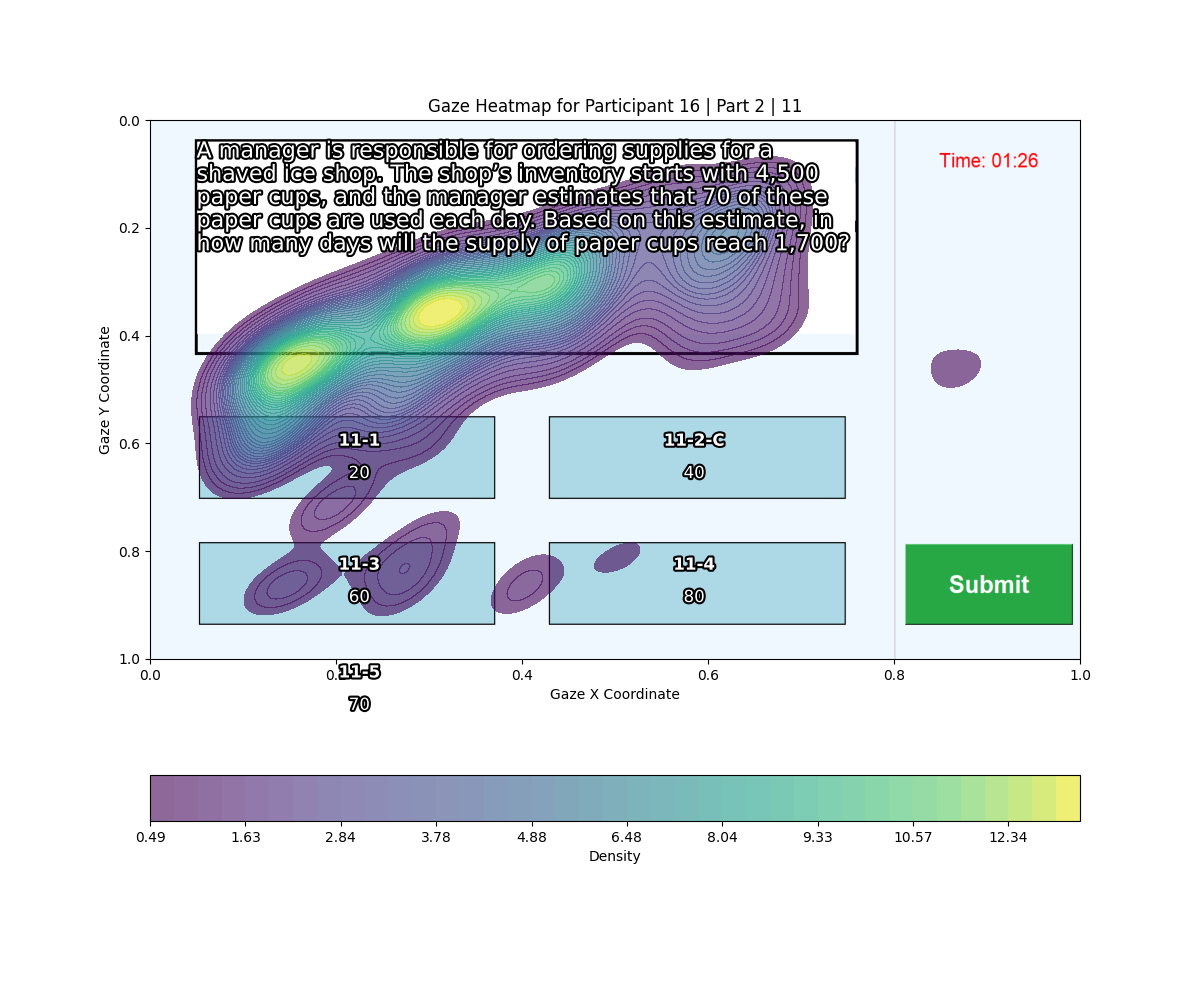 Gaze Heatmap for Participant 16 | Part 2 | 11
A manager is responsible for ordering supplies for a
shaved ice shop. The shop’s inventory starts with 4,500
paper cups, and the manager estimates that 70 of these
paper cups are used each day. Based on this estimate, in
how many days will the supply of paper cups reach 1,700?
Time: 01:26
0.0
0.2
0.4
0.6
0.8
1.0
Gaze Y Coordinate
11-1
20
11-2-C
40
11-3
60
11-4
80
Submit
11-5
70
0.0
0.4
0.6
0.8
1.0
Gaze X Coordinate
0.49
1.63
2.84
3.78
4.88
6.48
8.04
9.33
10.57
12.34
Density